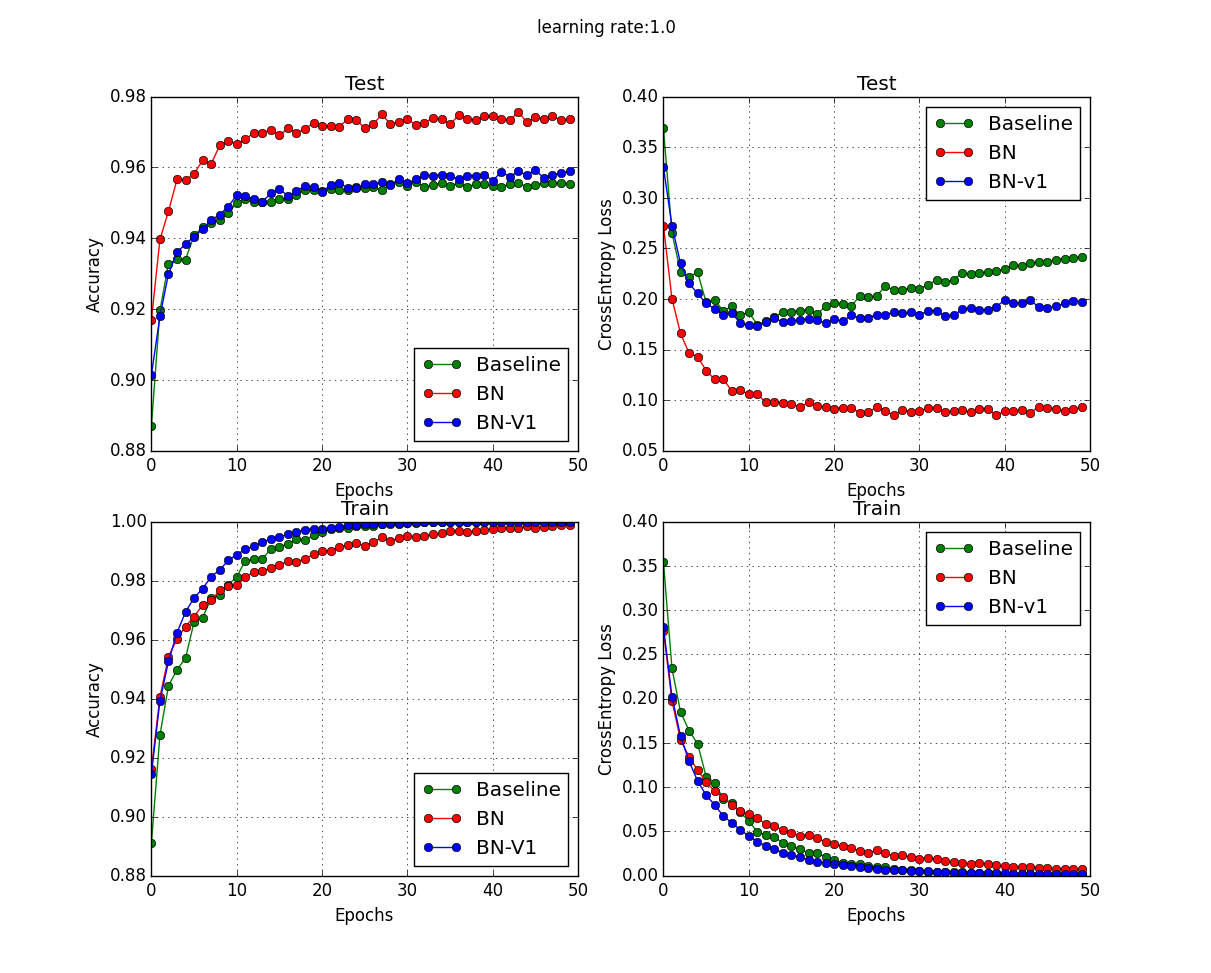 learning rate:1.0
Test
0.98
0.96
0.94
0.92
0.90
0.88
Accuracy
Baseline
BN
BN-V1
0 10 20 30 40 50
Epochs
Test
0.40
0.35
0.30
0.25
0.20
0.15
0.10
0.05
CrossEntropy Loss
Baseline
BN
BN-v1
0 10 20 30 40 50
Epochs
Train
1.00
0.98
0.96
0.94
0.92
0.90
0.88
Accuracy
Baseline
BN
BN-V1
0 10 20 30 40 50
Epochs
Train
0.40
0.35
0.30
0.25
0.20
0.15
0.10
0.05
0.00
CrossEntropy Loss
Baseline
BN
BN-v1
0 10 20 30 40 50
Epochs